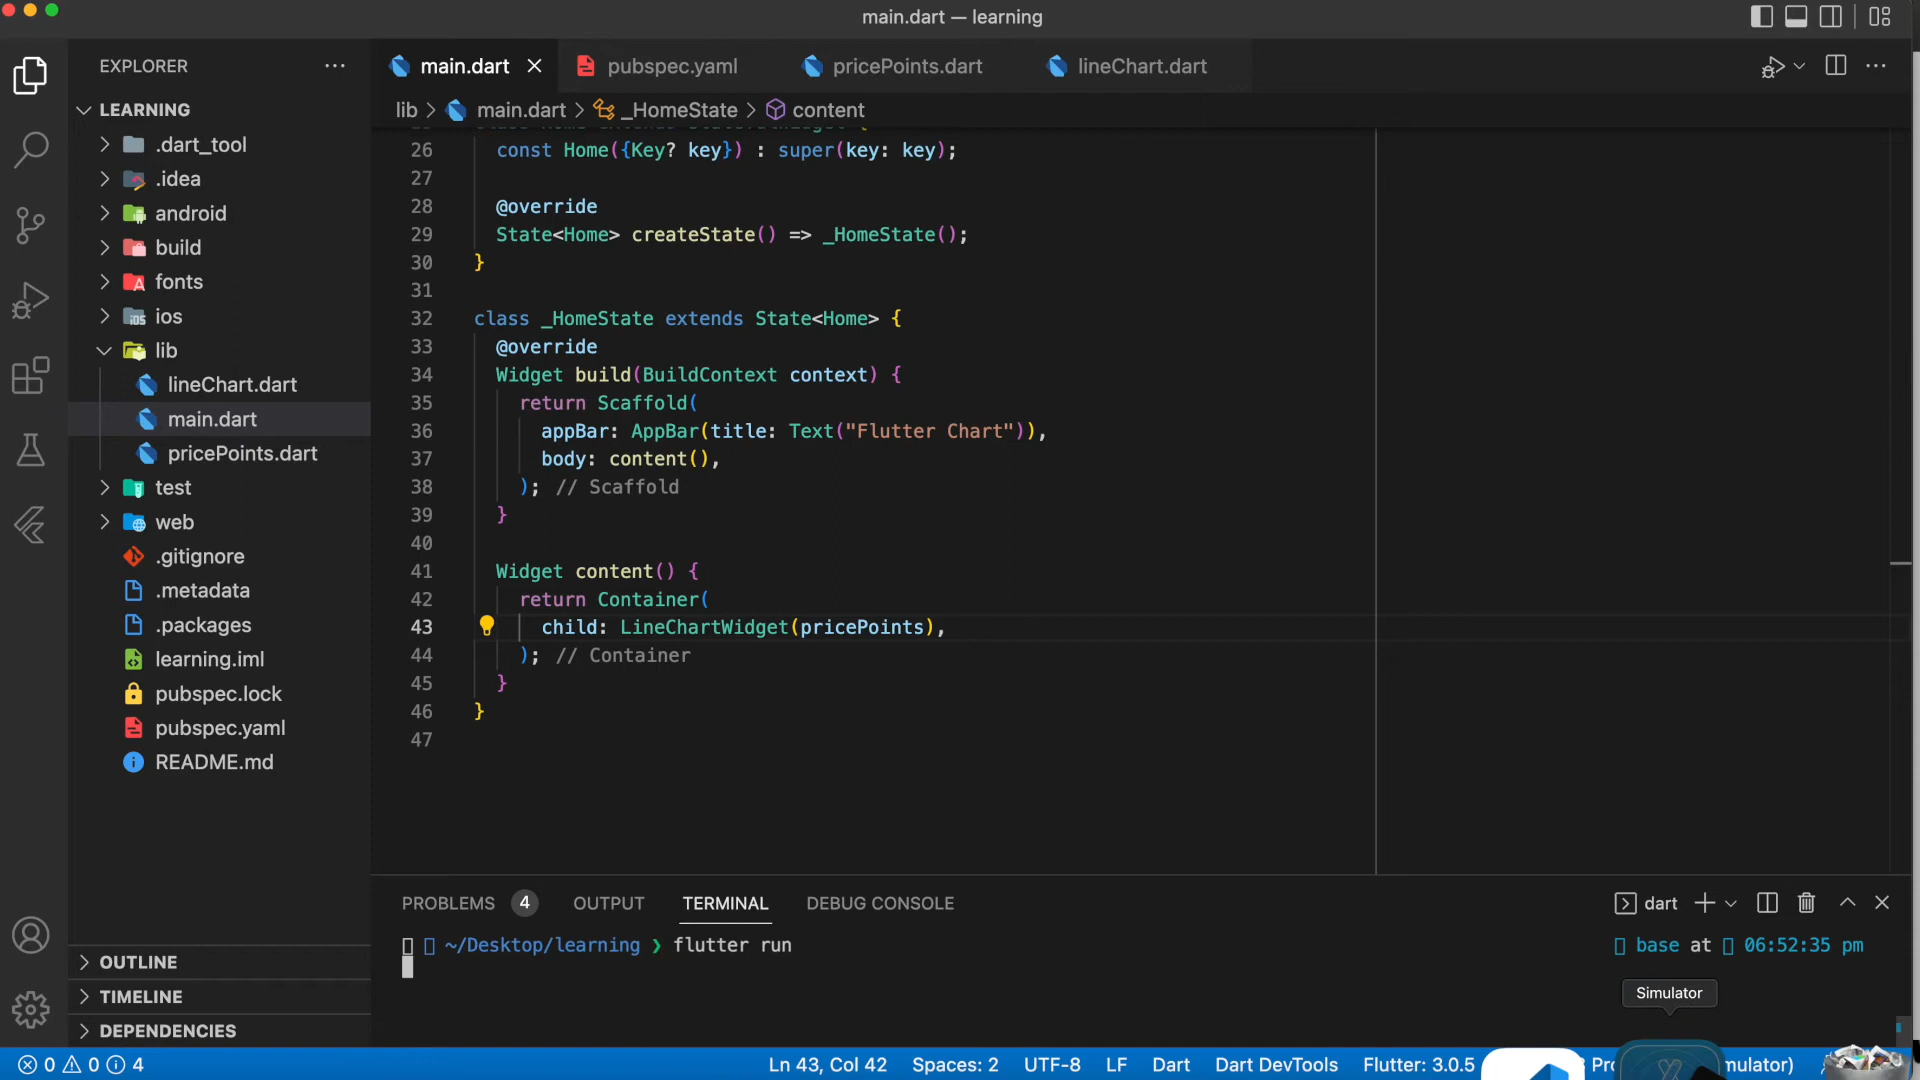 main.dart — learning
EXPLORER
LEARNING
.dart_tool
.idea
android
build
fonts
ios
lib
lineChart.dart
main.dart
pricePoints.dart
test
web
.gitignore
.metadata
.packages
learning.iml
pubspec.lock
pubspec.yaml
README.md
OUTLINE
TIMELINE
DEPENDENCIES
main.dart pubspec.yaml pricePoints.dart lineChart.dart
lib > main.dart > _HomeState > content
26 const Home({Key? key}) : super(key: key);
27
28 @override
29 State<Home> createState() => _HomeState();
30 }
31
32 class _HomeState extends State<Home> {
33 @override
34 Widget build(BuildContext context) {
35 return Scaffold(
36 appBar: AppBar(title: Text("Flutter Chart")),
37 body: content(),
38 ); // Scaffold
39 }
40
41 Widget content() {
42 return Container(
43 child: LineChartWidget(pricePoints),
44 ); // Container
45 }
46 }
47
PROBLEMS 4 OUTPUT TERMINAL DEBUG CONSOLE dart
~/Desktop/learning ❯ flutter run base at 06:52:35 pm
Simulator
0 0 4 Ln 43, Col 42 Spaces: 2 UTF-8 LF Dart Dart DevTools Flutter: 3.0.5